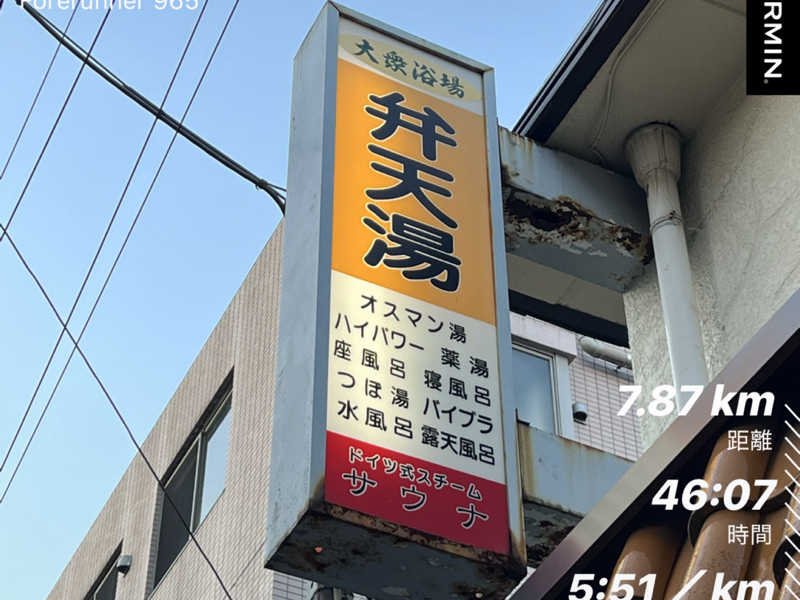 Forerunner 965
GARMIN
大衆浴場
弁天湯
オスマン湯
ハイパワー 薬湯
座風呂 寝風呂
つぼ湯 バイブラ
水風呂 露天風呂
ドイツ式スチーム
サウナ
7.87 km
距離
46:07
時間
5:51 / km